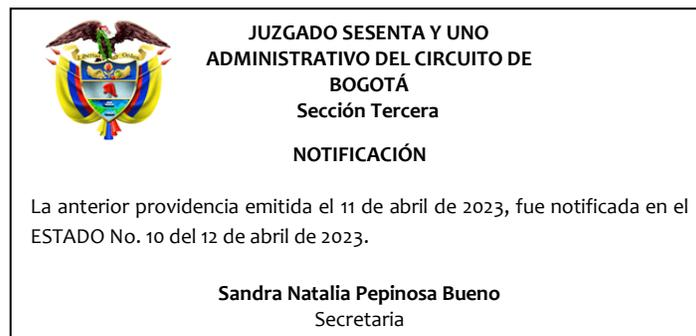 JUZGADO SESENTA Y UNO
ADMINISTRATIVO DEL CIRCUITO DE
BOGOTÁ
Sección Tercera
NOTIFICACIÓN
La anterior providencia emitida el 11 de abril de 2023, fue notificada en el
ESTADO No. 10 del 12 de abril de 2023.
Sandra Natalia Pepinosa Bueno
Secretaria